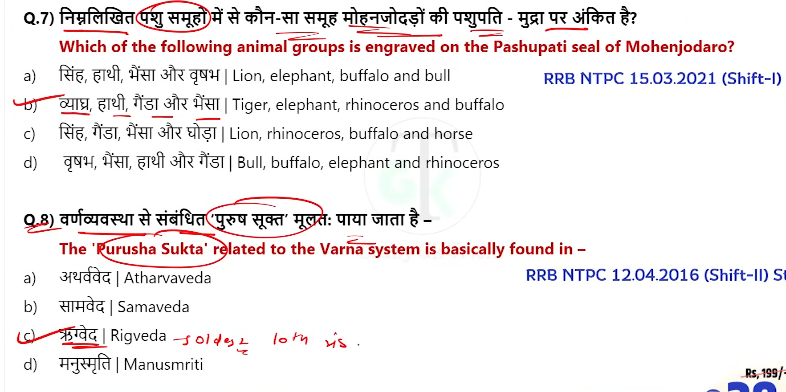 Q.7) निम्नलिखित पशु समूहों में से कौन-सा समूह मोहनजोदड़ों की पशुपति - मुद्रा पर अंकित है?
Which of the following animal groups is engraved on the Pashupati seal of Mohenjodaro?
a) सिंह, हाथी, भैंसा और वृषभ | Lion, elephant, buffalo and bull
RRB NTPC 15.03.2021 (Shift-I)
b) व्याघ्र, हाथी, गैंडा और भैंसा | Tiger, elephant, rhinoceros and buffalo
c) सिंह, गैंडा, भैंसा और घोड़ा | Lion, rhinoceros, buffalo and horse
d) वृषभ, भैंसा, हाथी और गैंडा | Bull, buffalo, elephant and rhinoceros
Q.8) वर्णव्यवस्था से संबंधित 'पुरुष सूक्त' मूलत: पाया जाता है –
The 'Purusha Sukta' related to the Varna system is basically found in –
a) अथर्ववेद | Atharvaveda
RRB NTPC 12.04.2016 (Shift-II) St
b) सामवेद | Samaveda
c) ऋग्वेद | Rigveda → oldest 10th
d) मनुस्मृति | Manusmriti
Rs, 199/-